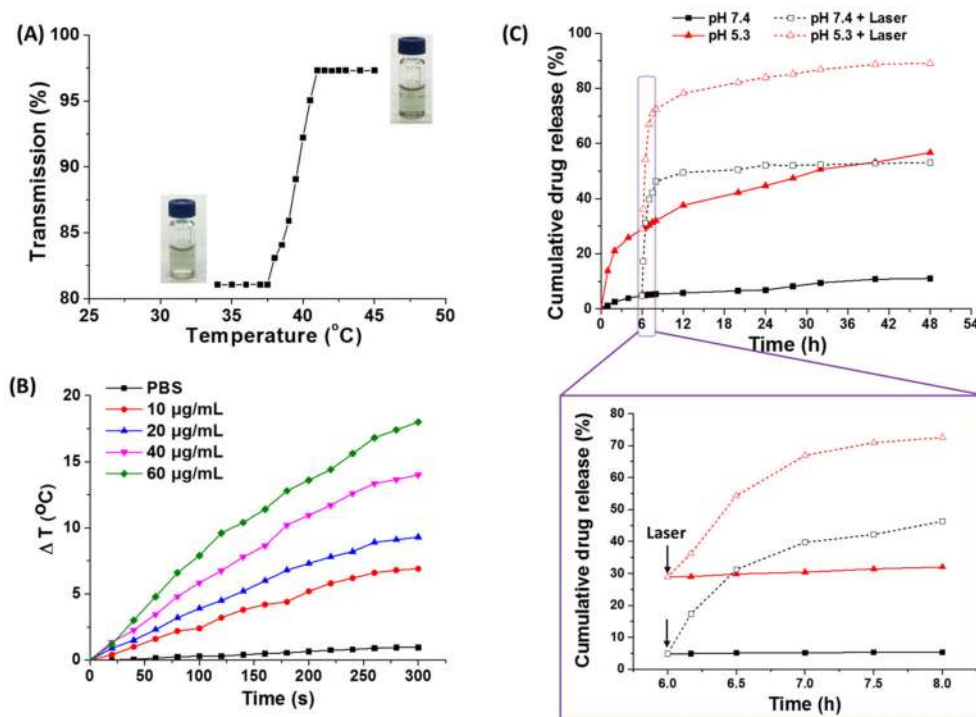 (A)
Transmission (%)
100
95
90
85
80
25 30 35 40 45 50
Temperature (°C)
(B)
PBS
10 µg/mL
20 µg/mL
40 µg/mL
60 µg/mL
Δ T (°C)
20
15
10
5
0
0 50 100 150 200 250 300 350
Time (s)
(C)
pH 7.4 pH 7.4 + Laser
pH 5.3 pH 5.3 + Laser
Cumulative drug release (%)
100
80
60
40
20
0
0 6 12 18 24 30 36 42 48 54
Time (h)
Cumulative drug release (%)
80
70
60
50
40
30
20
10
0
Laser
6.0 6.5 7.0 7.5 8.0
Time (h)